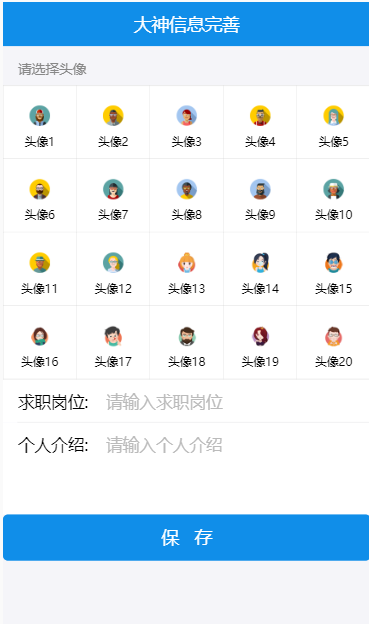 大神信息完善
请选择头像
头像1 头像2 头像3 头像4 头像5
头像6 头像7 头像8 头像9 头像10
头像11 头像12 头像13 头像14 头像15
头像16 头像17 头像18 头像19 头像20
求职岗位: 请输入求职岗位
个人介绍: 请输入个人介绍
保 存